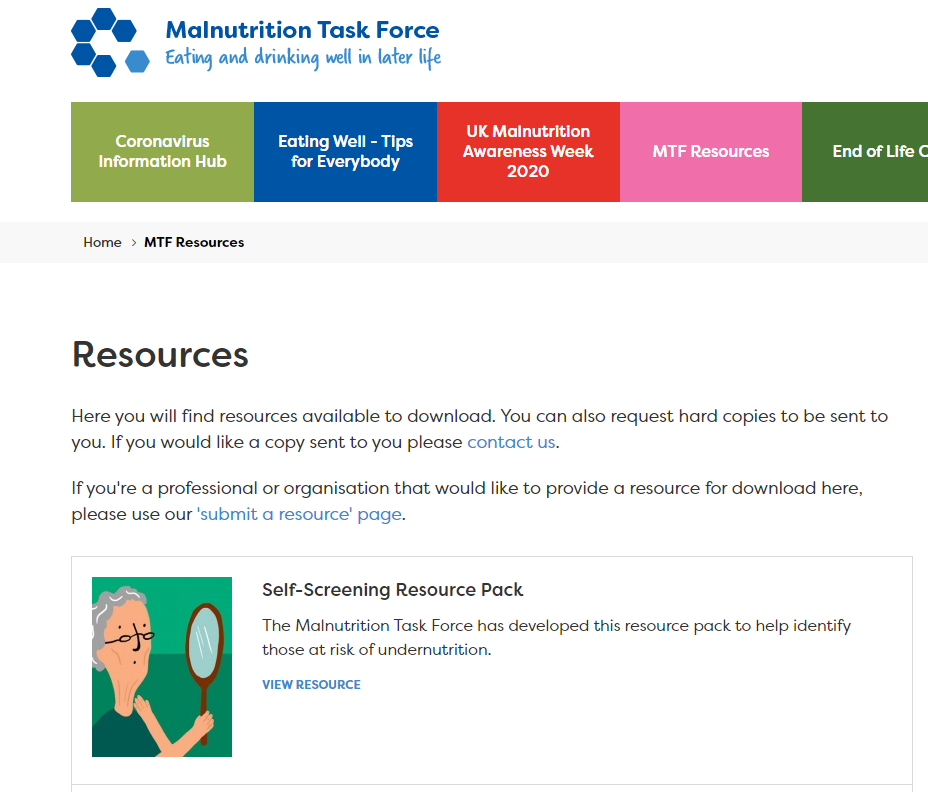 Malnutrition Task Force
Eating and drinking well in later life
Coronavirus
Information Hub
Eating Well - Tips
for Everybody
UK Malnutrition
Awareness Week
2020
MTF Resources
End of Life C
Home > MTF Resources
Resources
Here you will find resources available to download. You can also request hard copies to be sent to
you. If you would like a copy sent to you please contact us.
If you're a professional or organisation that would like to provide a resource for download here,
please use our 'submit a resource' page.
Self-Screening Resource Pack
The Malnutrition Task Force has developed this resource pack to help identify
those at risk of undernutrition.
VIEW RESOURCE